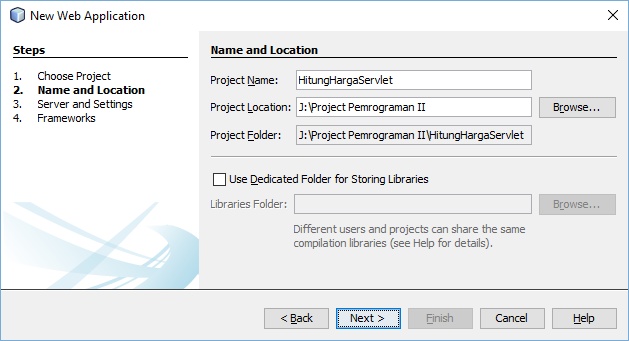 New Web Application
Steps
1. Choose Project
2. Name and Location
3. Server and Settings
4. Frameworks
Name and Location
Project Name: HitungHargaServlet
Project Location: J:\Project Pemrograman II Browse...
Project Folder: J:\Project Pemrograman II\HitungHargaServlet
Use Dedicated Folder for Storing Libraries
Libraries Folder: Browse...
Different users and projects can share the same
compilation libraries (see Help for details).
< Back Next > Finish Cancel Help